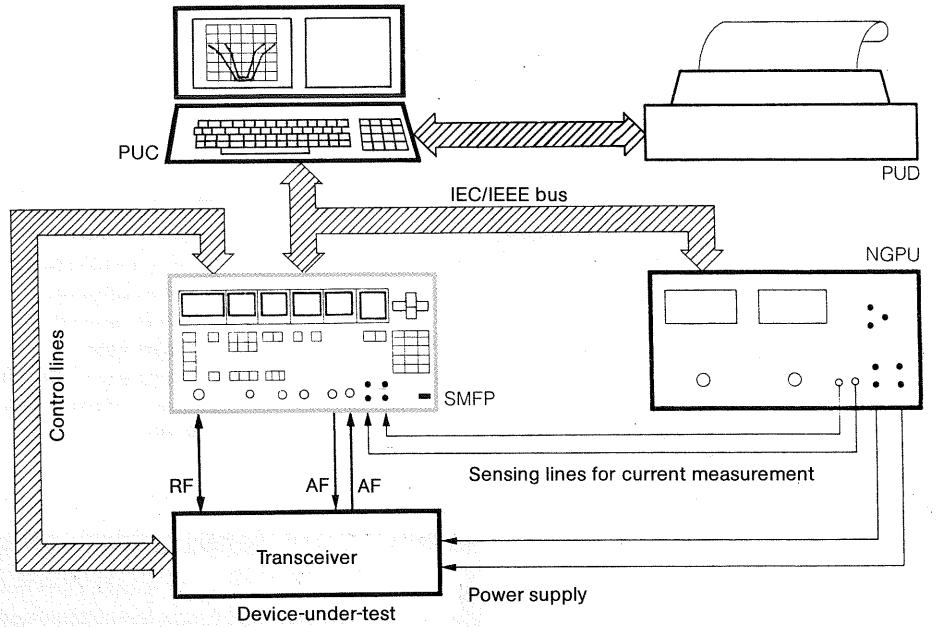 PUC
PUD
IEC/IEEE bus
NGPU
Control lines
SMFP
Sensing lines for current measurement
RF
AF
AF
Transceiver
Power supply
Device-under-test